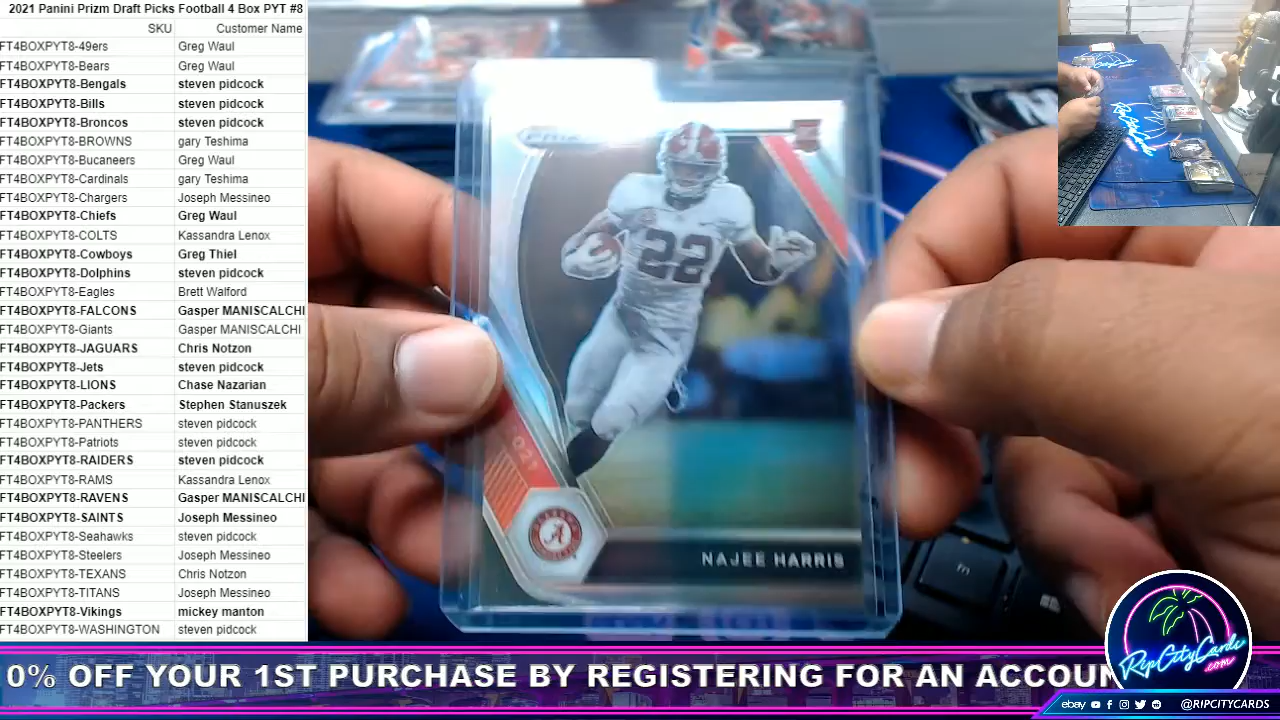 2021 Panini Prizm Draft Picks Football 4 Box PYT #8
SKU Customer Name
FT4BOXPYT8-49ers Greg Waul
FT4BOXPYT8-Bears Greg Waul
FT4BOXPYT8-Bengals steven pidcock
FT4BOXPYT8-Bills steven pidcock
FT4BOXPYT8-Broncos steven pidcock
FT4BOXPYT8-BROWNS gary Teshima
FT4BOXPYT8-Bucaneers Greg Waul
FT4BOXPYT8-Cardinals gary Teshima
FT4BOXPYT8-Chargers Joseph Messineo
FT4BOXPYT8-Chiefs Greg Waul
FT4BOXPYT8-COLTS Kassandra Lenox
FT4BOXPYT8-Cowboys Greg Thiel
FT4BOXPYT8-Dolphins steven pidcock
FT4BOXPYT8-Eagles Brett Walford
FT4BOXPYT8-FALCONS Gasper MANISCALCHI
FT4BOXPYT8-Giants Gasper MANISCALCHI
FT4BOXPYT8-JAGUARS Chris Notzon
FT4BOXPYT8-Jets steven pidcock
FT4BOXPYT8-LIONS Chase Nazarian
FT4BOXPYT8-Packers Stephen Stanuszek
FT4BOXPYT8-PANTHERS steven pidcock
FT4BOXPYT8-Patriots steven pidcock
FT4BOXPYT8-RAIDERS steven pidcock
FT4BOXPYT8-RAMS Kassandra Lenox
FT4BOXPYT8-RAVENS Gasper MANISCALCHI
FT4BOXPYT8-SAINTS Joseph Messineo
FT4BOXPYT8-Seahawks steven pidcock
FT4BOXPYT8-Steelers Joseph Messineo
FT4BOXPYT8-TEXANS Chris Notzon
FT4BOXPYT8-TITANS Joseph Messineo
FT4BOXPYT8-Vikings mickey manton
FT4BOXPYT8-WASHINGTON steven pidcock
PRIZM
22
NAJEE HARRIS
fn
0% OFF YOUR 1ST PURCHASE BY REGISTERING FOR AN ACCOUN
RipCityCards
.com
ebay @RIPCITYCARDS